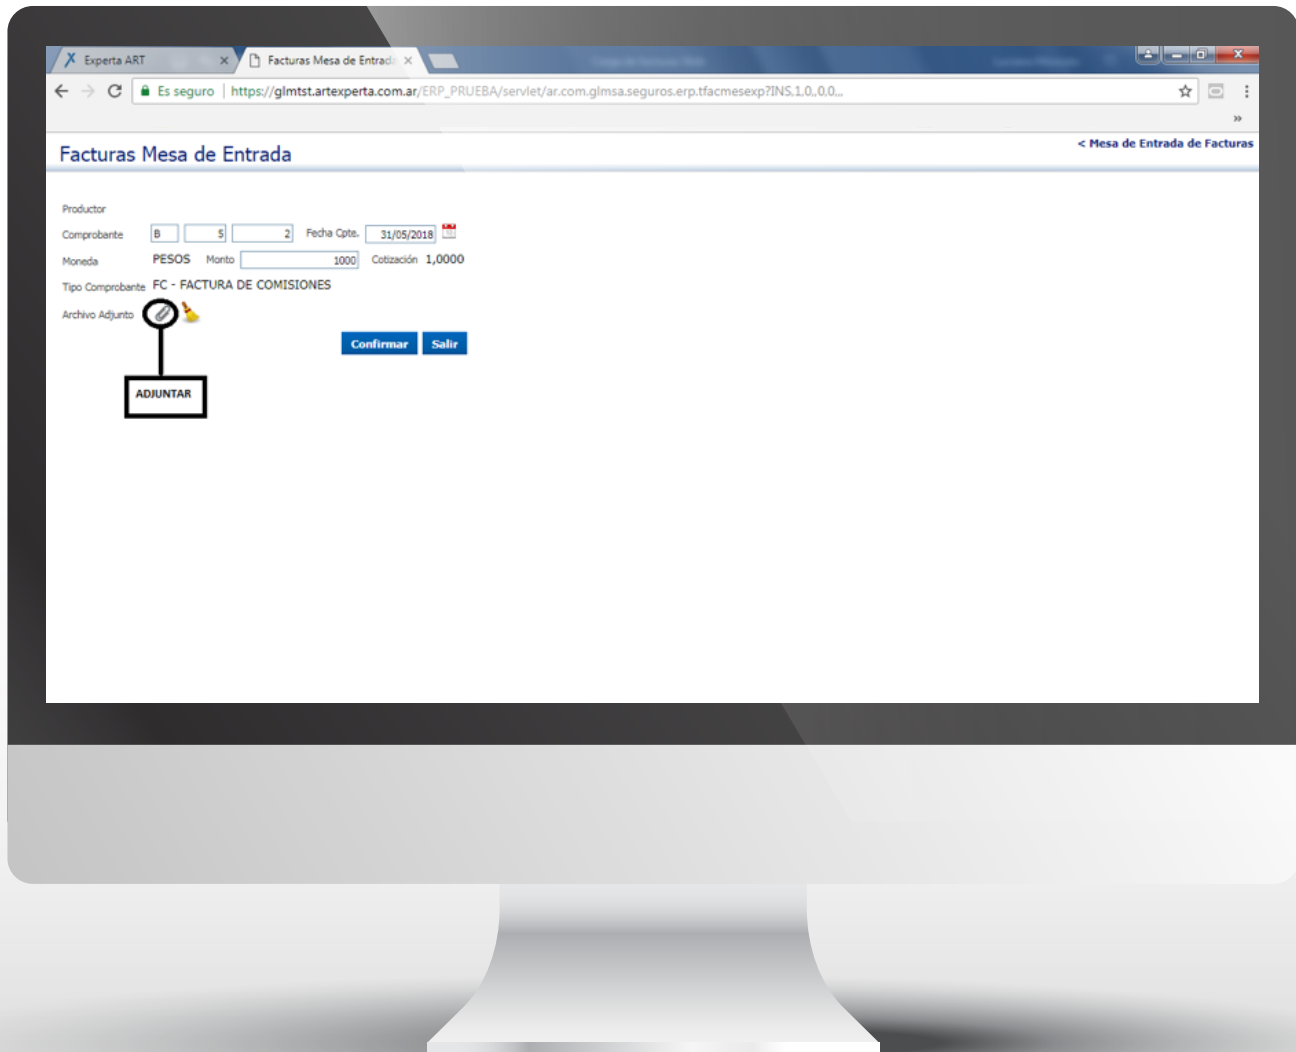 Experta ART
Facturas Mesa de Entrad
Es seguro | https://glmtst.artexperta.com.ar/ERP_PRUEBA/servlet/ar.com.glmsa.seguros.erp.tfacmesexp?INS,1,0,,0,0...
»
< Mesa de Entrada de Facturas
Facturas Mesa de Entrada
Productor
Comprobante B 5 2 Fecha Cpte. 31/05/2018
Moneda PESOS Monto 1000 Cotización 1,0000
Tipo Comprobante FC - FACTURA DE COMISIONES
Archivo Adjunto
Confirmar Salir
ADJUNTAR